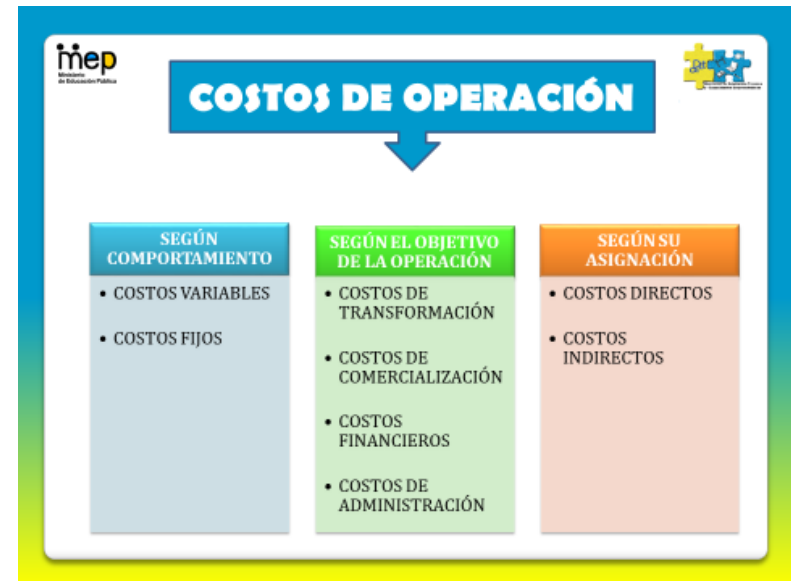 mep
Ministerio
de Educación Pública
COSTOS DE OPERACIÓN
SEGÚN
COMPORTAMIENTO
• COSTOS VARIABLES
• COSTOS FIJOS
SEGÚN EL OBJETIVO
DE LA OPERACIÓN
• COSTOS DE
TRANSFORMACIÓN
• COSTOS DE
COMERCIALIZACIÓN
• COSTOS
FINANCIEROS
• COSTOS DE
ADMINISTRACIÓN
SEGÚN SU
ASIGNACIÓN
• COSTOS DIRECTOS
• COSTOS
INDIRECTOS